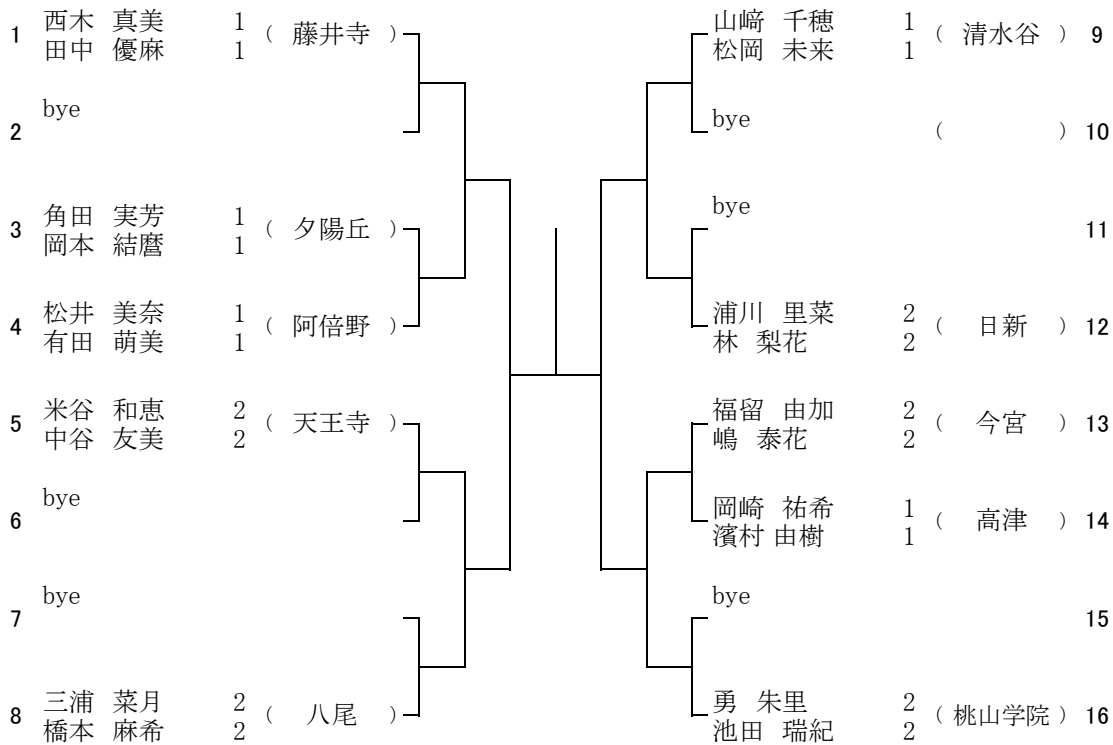 1 西木 真美 1 ( 藤井寺 )
田中 優麻 1
2 bye
3 角田 実芳 1 ( 夕陽丘 )
岡本 結麿 1
4 松井 美奈 1 ( 阿倍野 )
有田 萌美 1
5 米谷 和恵 2 ( 天王寺 )
中谷 友美 2
6 bye
7 bye
8 三浦 菜月 2 ( 八尾 )
橋本 麻希 2
山﨑 千穂 1 ( 清水谷 ) 9
松岡 未来 1
bye ( ) 10
bye 11
浦川 里菜 2 ( 日新 ) 12
林 梨花 2
福留 由加 2 ( 今宮 ) 13
嶋 泰花 2
岡崎 祐希 1 ( 高津 ) 14
濱村 由樹 1
bye 15
勇 朱里 2 ( 桃山学院 ) 16
池田 瑞紀 2